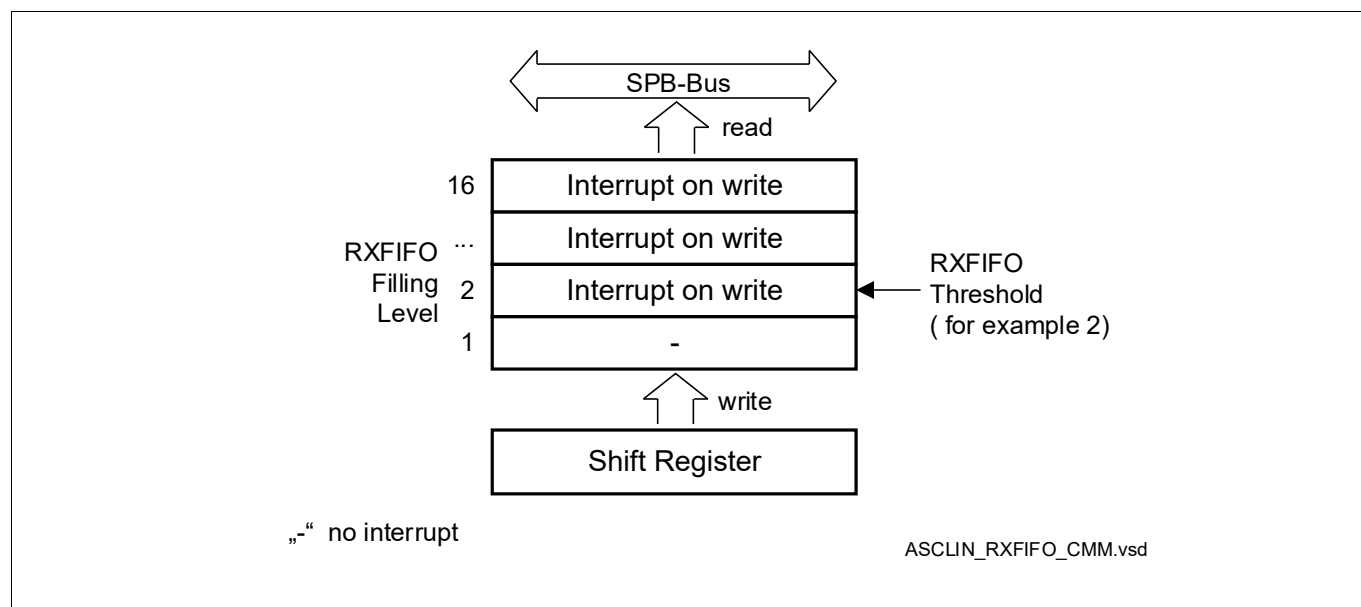 SPB-Bus
read
16 Interrupt on write
... Interrupt on write
RXFIFO
Filling
Level
2 Interrupt on write
RXFIFO
Threshold
( for example 2)
1 -
write
Shift Register
„-“ no interrupt
ASCLIN_RXFIFO_CMM.vsd